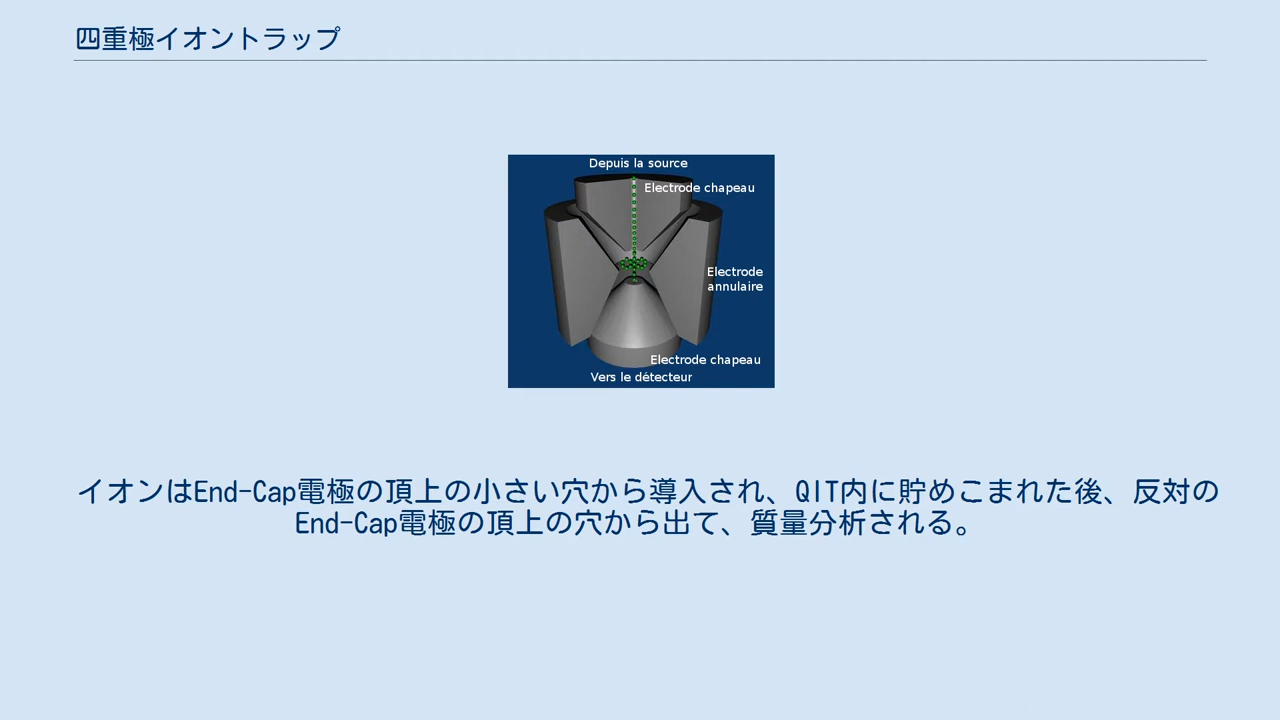 四重極イオントラップ
Depuis la source
Electrode chapeau
Electrode
annulaire
Electrode chapeau
Vers le détecteur
イオンはEnd-Cap電極の頂上の小さい穴から導入され、QIT内に貯めこまれた後、反対の
End-Cap電極の頂上の穴から出て、質量分析される。